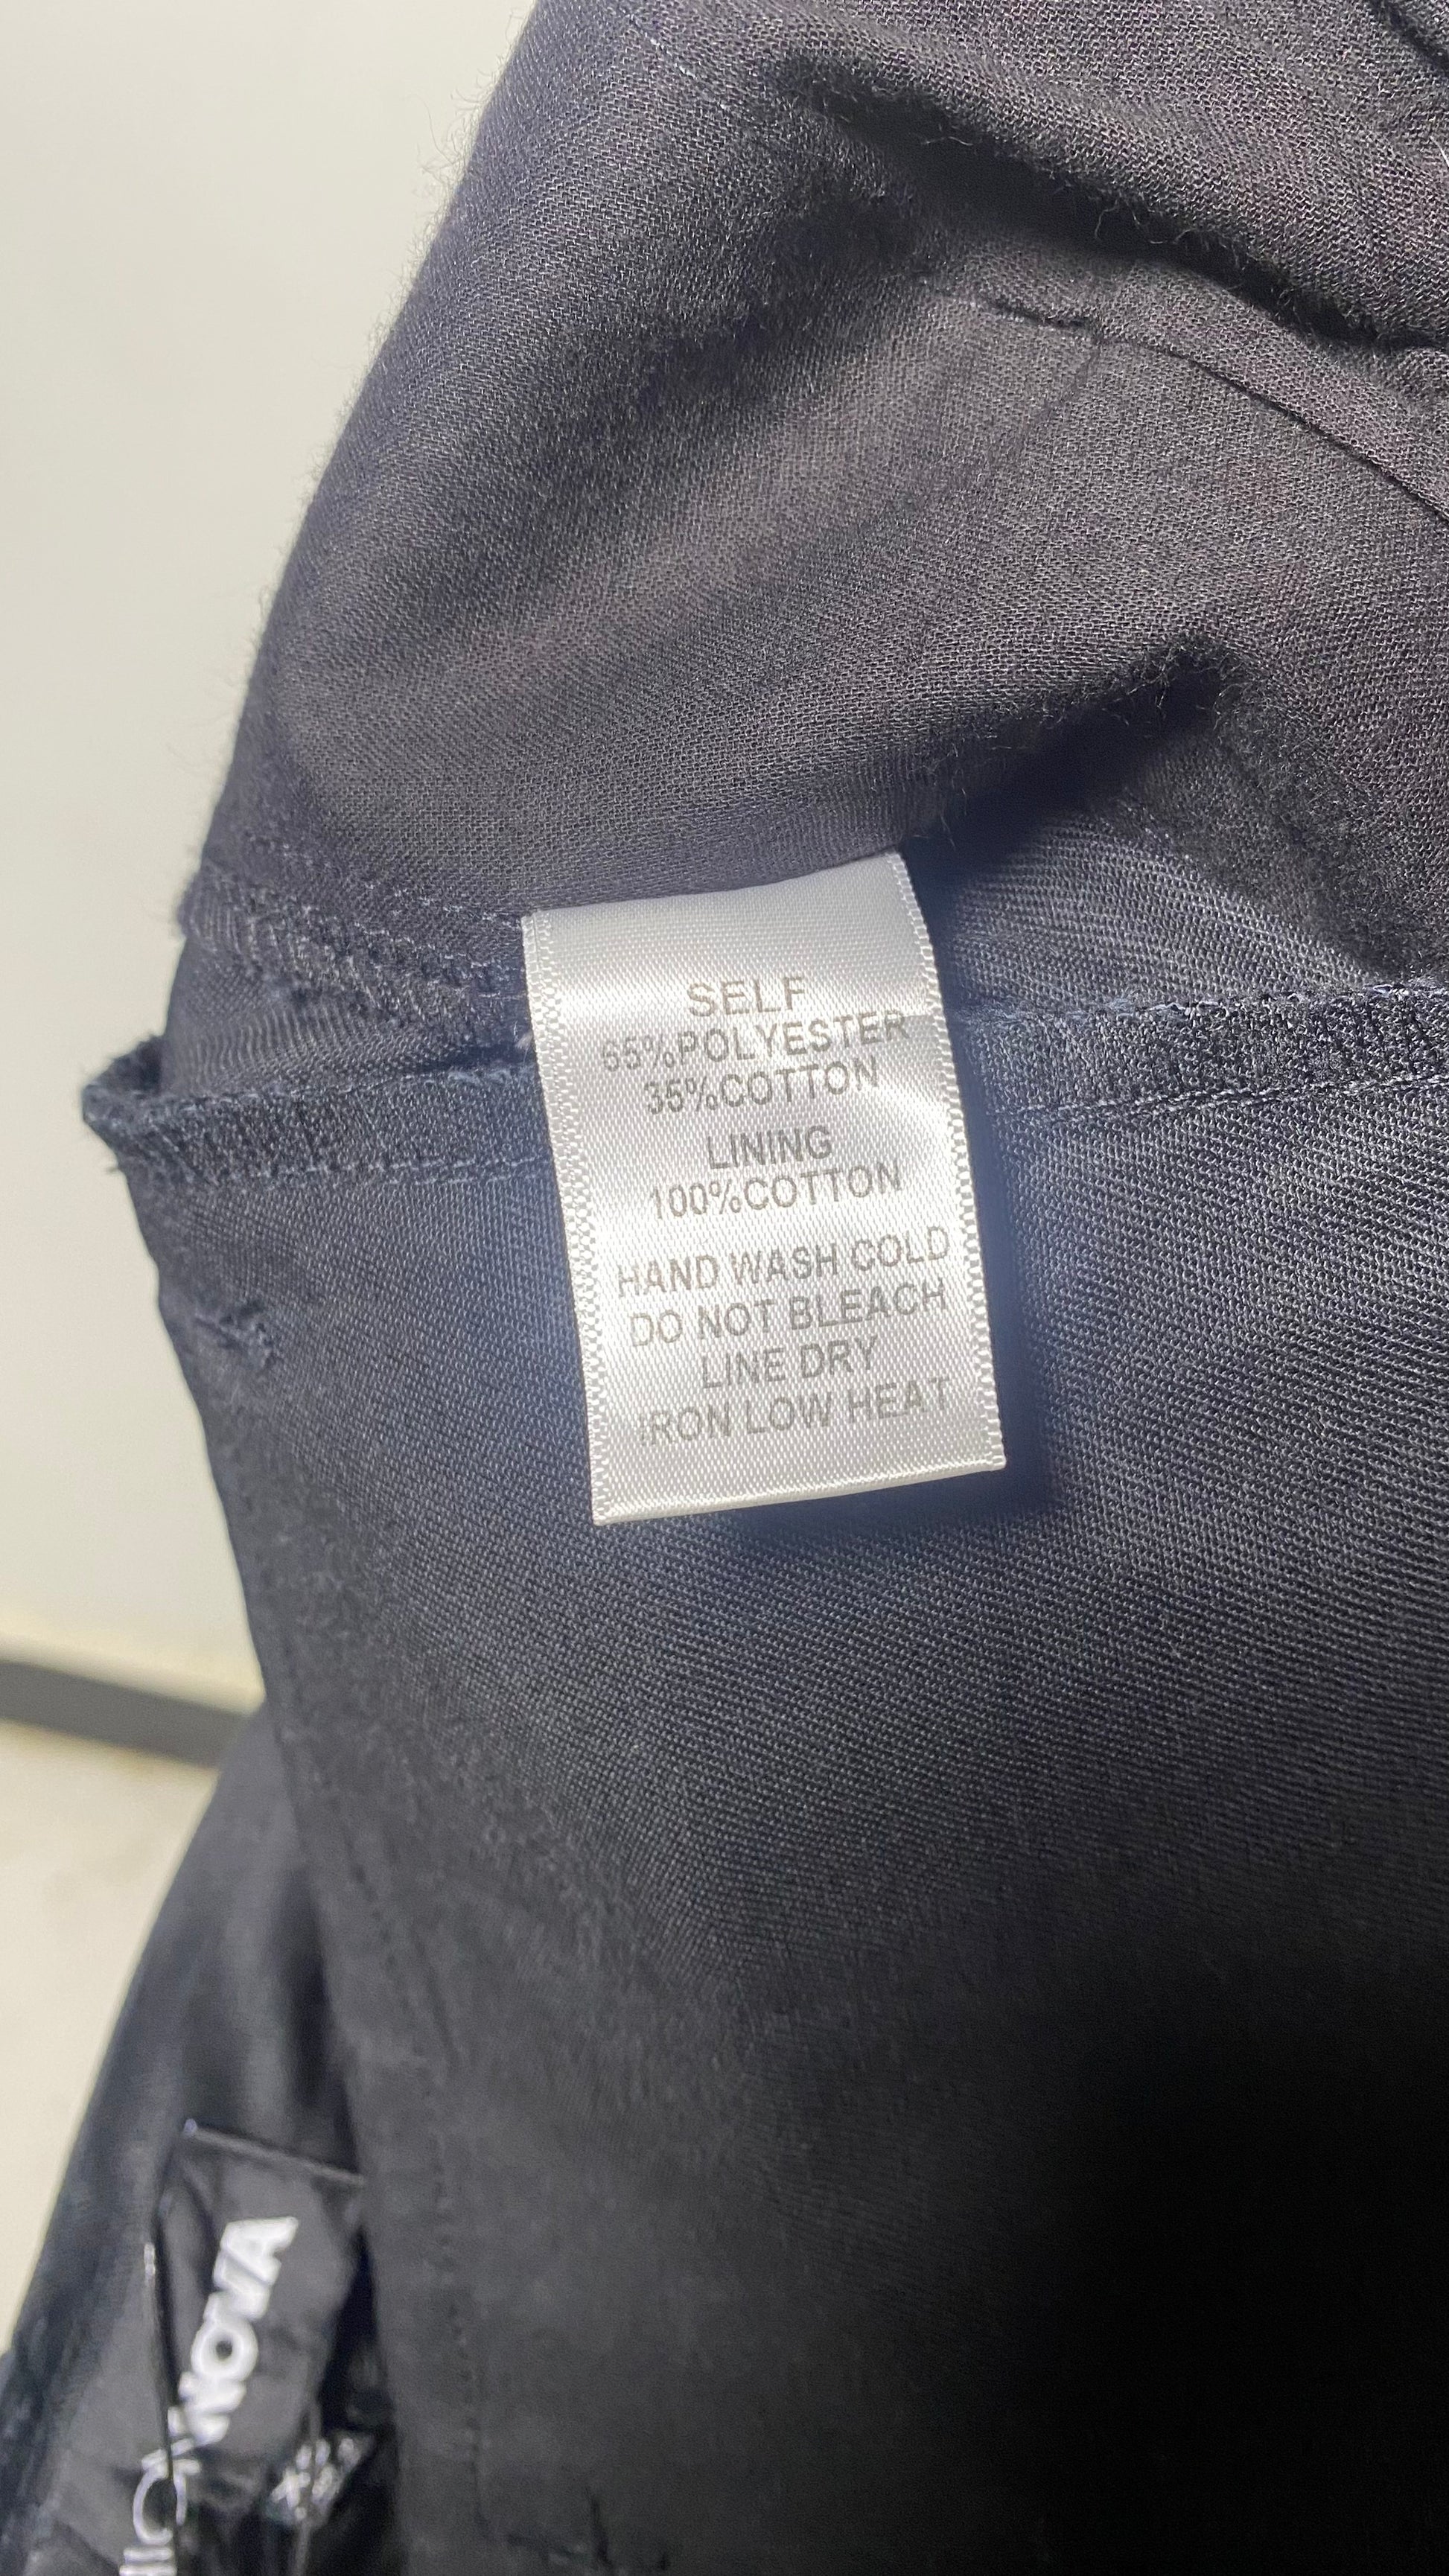 SELF
65%POLYESTER
35%COTTON
LINING
100%COTTON
HAND WASH COLD
DO NOT BLEACH
LINE DRY
IRON LOW HEAT
NOVA